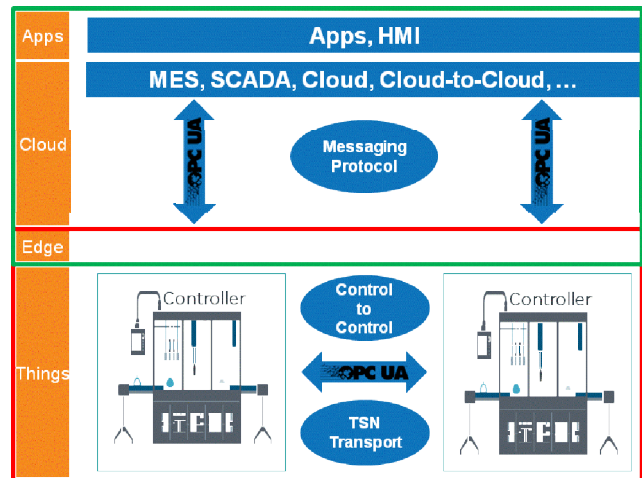 Apps
Apps, HMI
MES, SCADA, Cloud, Cloud-to-Cloud, ...
Cloud
OPC UA
Messaging
Protocol
OPC UA
Edge
Things
Controller
Control
to
Control
OPC UA
TSN
Transport
Controller